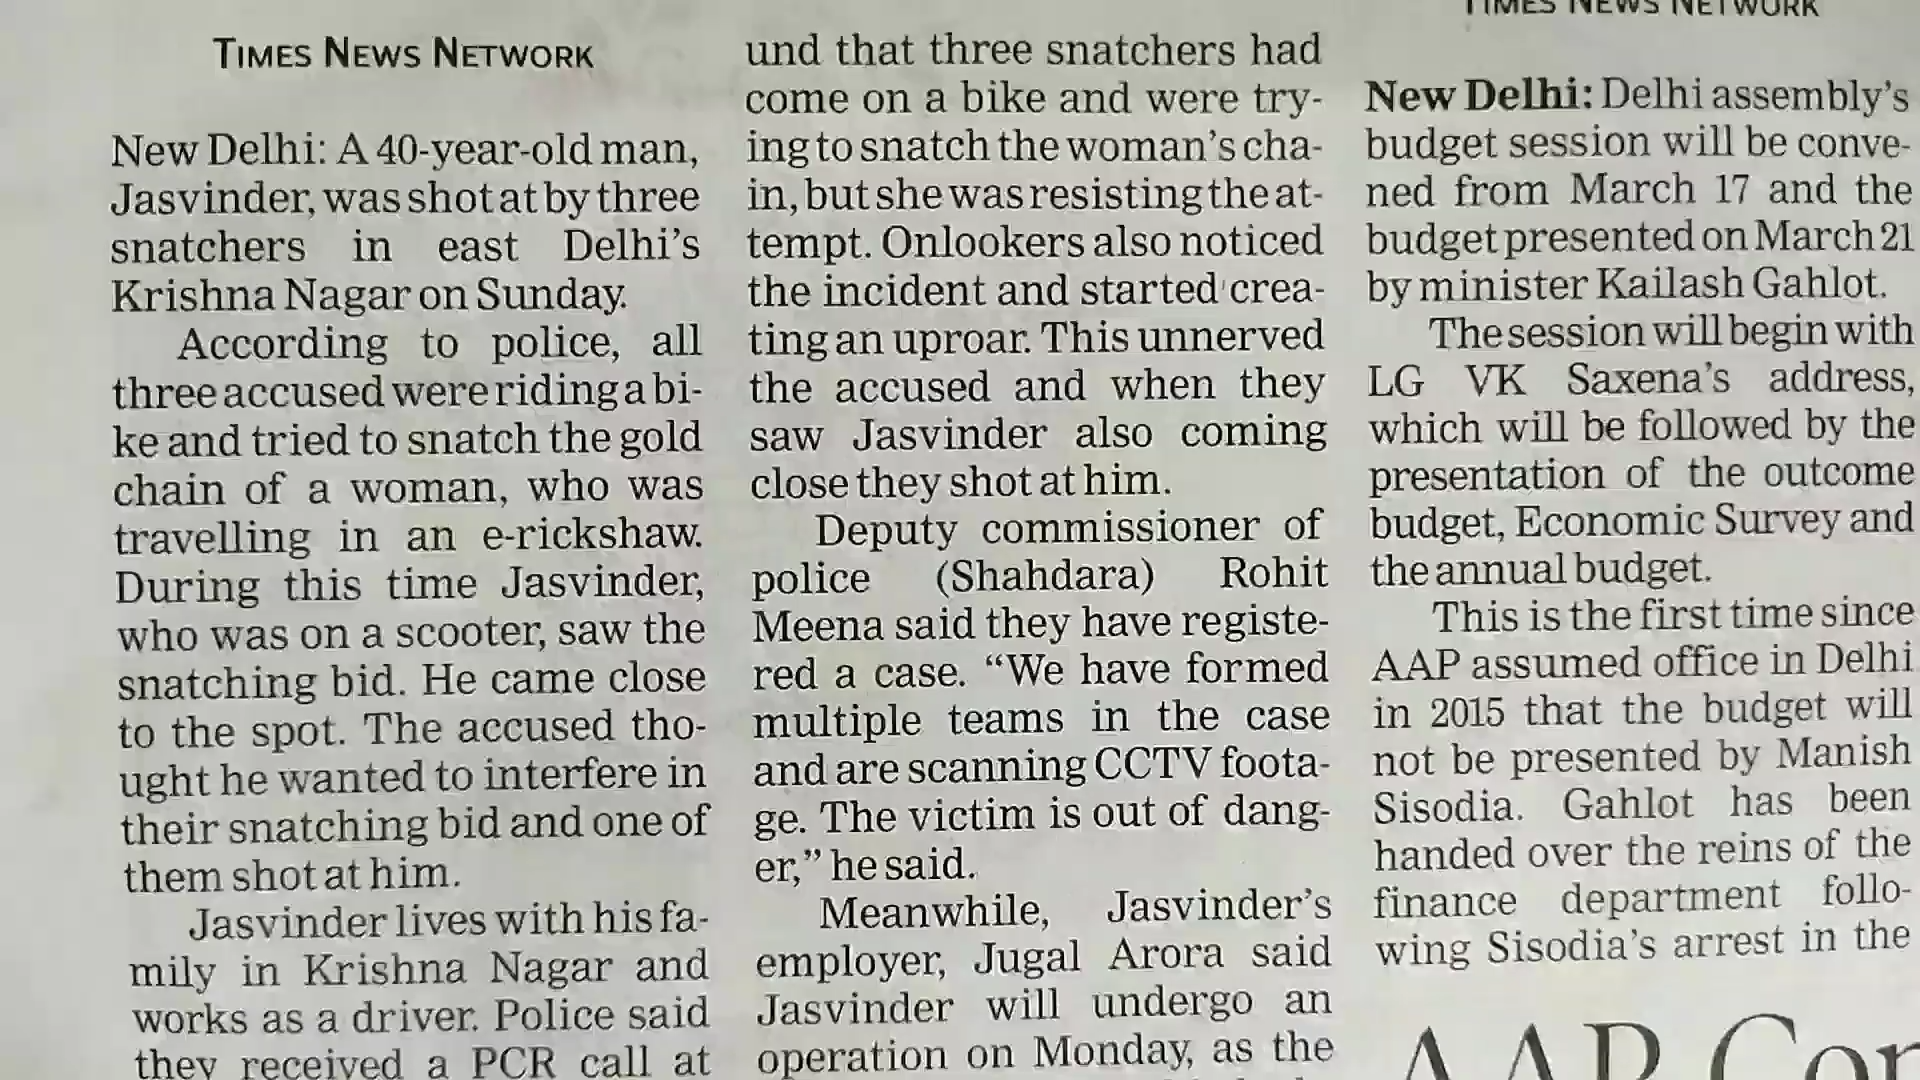 TIMES NEWS NETWORK
New Delhi: A 40-year-old man,
Jasvinder, was shot at by three
snatchers in east Delhi's
Krishna Nagar on Sunday.
According to police, all
three accused were riding a bi-
ke and tried to snatch the gold
chain of a woman, who was
travelling in an e-rickshaw.
During this time Jasvinder,
who was on a scooter, saw the
snatching bid. He came close
to the spot. The accused tho-
ught he wanted to interfere in
their snatching bid and one of
them shot at him.
Jasvinder lives with his fa-
mily in Krishna Nagar and
works as a driver. Police said
they received a PCR call at
und that three snatchers had
come on a bike and were try-
ing to snatch the woman's cha-
in, but she was resisting the at-
tempt. Onlookers also noticed
the incident and started crea-
ting an uproar. This unnerved
the accused and when they
saw Jasvinder also coming
close they shot at him.
Deputy commissioner of
police (Shahdara) Rohit
Meena said they have registe-
red a case. “We have formed
multiple teams in the case
and are scanning CCTV foota-
ge. The victim is out of dang-
er,” he said.
Meanwhile, Jasvinder's
employer, Jugal Arora said
Jasvinder will undergo an
operation on Monday, as the
TIMES NEWS NETWORK
New Delhi: Delhi assembly's
budget session will be conve-
ned from March 17 and the
budget presented on March 21
by minister Kailash Gahlot.
The session will begin with
LG VK Saxena's address,
which will be followed by the
presentation of the outcome
budget, Economic Survey and
the annual budget.
This is the first time since
AAP assumed office in Delhi
in 2015 that the budget will
not be presented by Manish
Sisodia. Gahlot has been
handed over the reins of the
finance department follo-
wing Sisodia's arrest in the
AAP